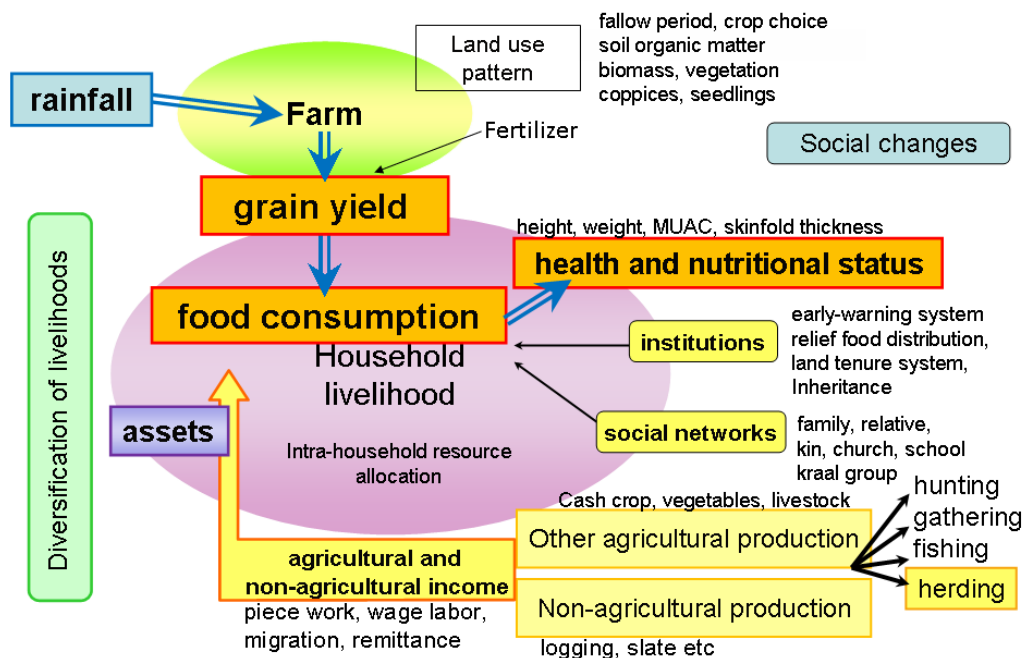 Land use
pattern
fallow period, crop choice
soil organic matter
biomass, vegetation
coppices, seedlings
rainfall
Farm
Fertilizer
Social changes
grain yield
height, weight, MUAC, skinfold thickness
health and nutritional status
food consumption
Household
livelihood
institutions
early-warning system
relief food distribution,
land tenure system,
Inheritance
Diversification of livelihoods
assets
social networks
family, relative,
kin, church, school
kraal group
Intra-household resource
allocation
Cash crop, vegetables, livestock
Other agricultural production
hunting
gathering
fishing
herding
agricultural and
non-agricultural income
piece work, wage labor,
migration, remittance
Non-agricultural production
logging, slate etc